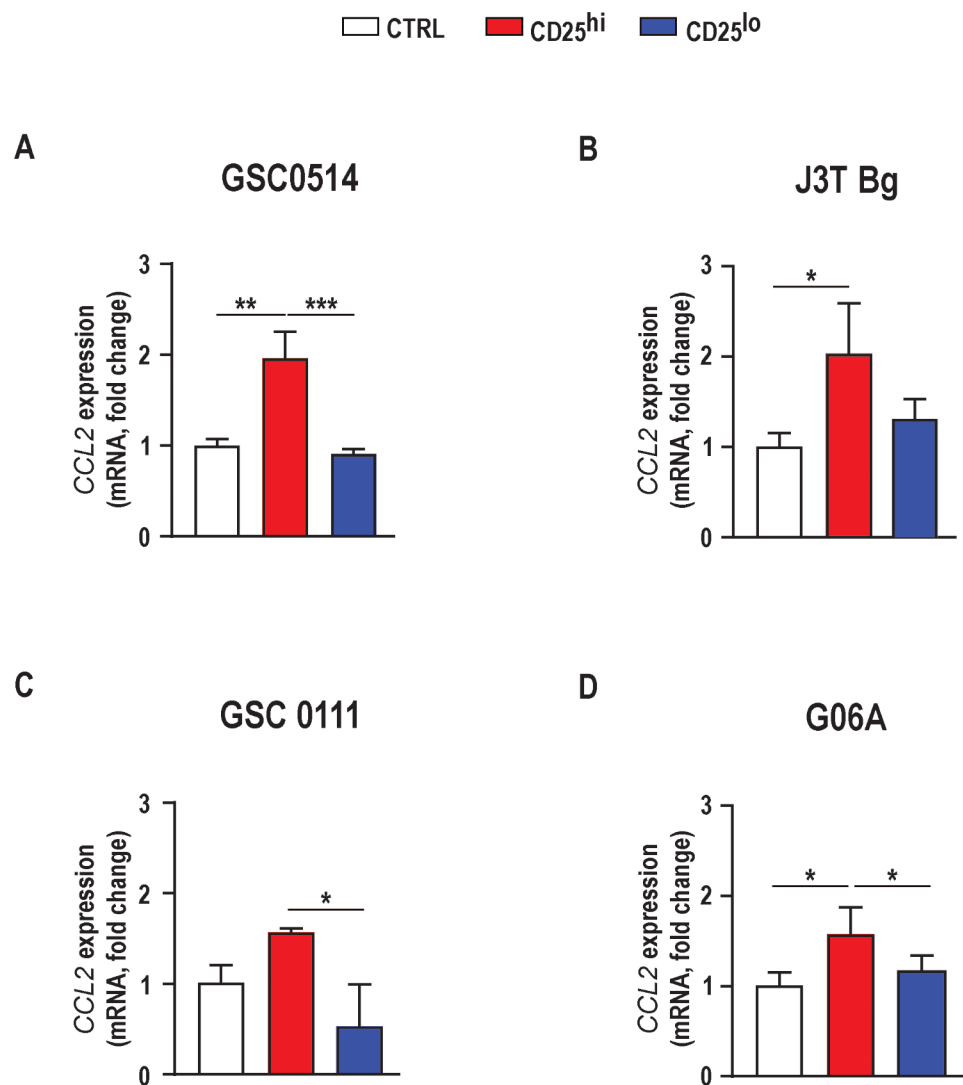 CTRL CD25hi CD25lo
A
GSC0514
CCL2 expression
(mRNA, fold change)
3
2
1
0
** ***
B
J3T Bg
CCL2 expression
(mRNA, fold change)
3
2
1
0
*
C
GSC 0111
CCL2 expression
(mRNA, fold change)
3
2
1
0
*
D
G06A
CCL2 expression
(mRNA, fold change)
3
2
1
0
* *